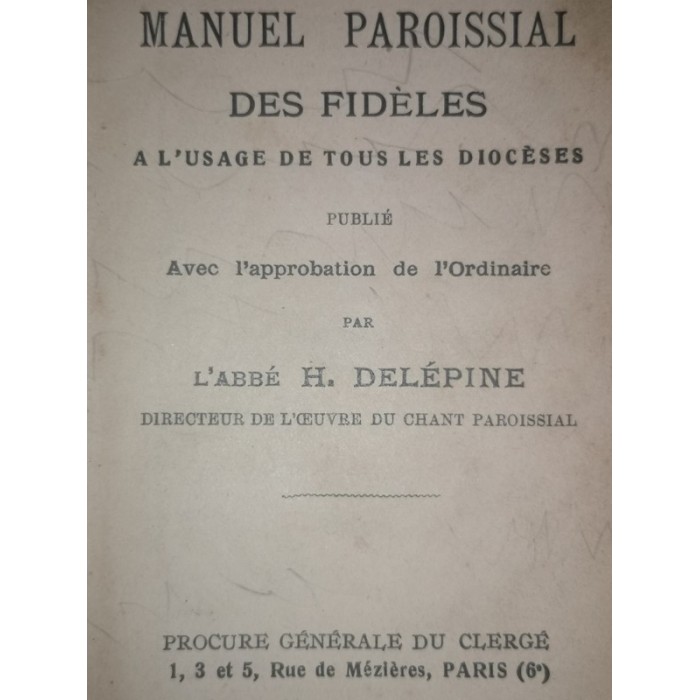 MANUEL PAROISSIAL
DES FIDÈLES
A L'USAGE DE TOUS LES DIOCÈSES
PUBLIÉ
Avec l'approbation de l'Ordinaire
PAR
L'ABBÉ H. DELÉPINE
DIRECTEUR DE L'ŒUVRE DU CHANT PAROISSIAL
PROCURE GÉNÉRALE DU CLERGÉ
1, 3 et 5, Rue de Mézières, PARIS (6e)